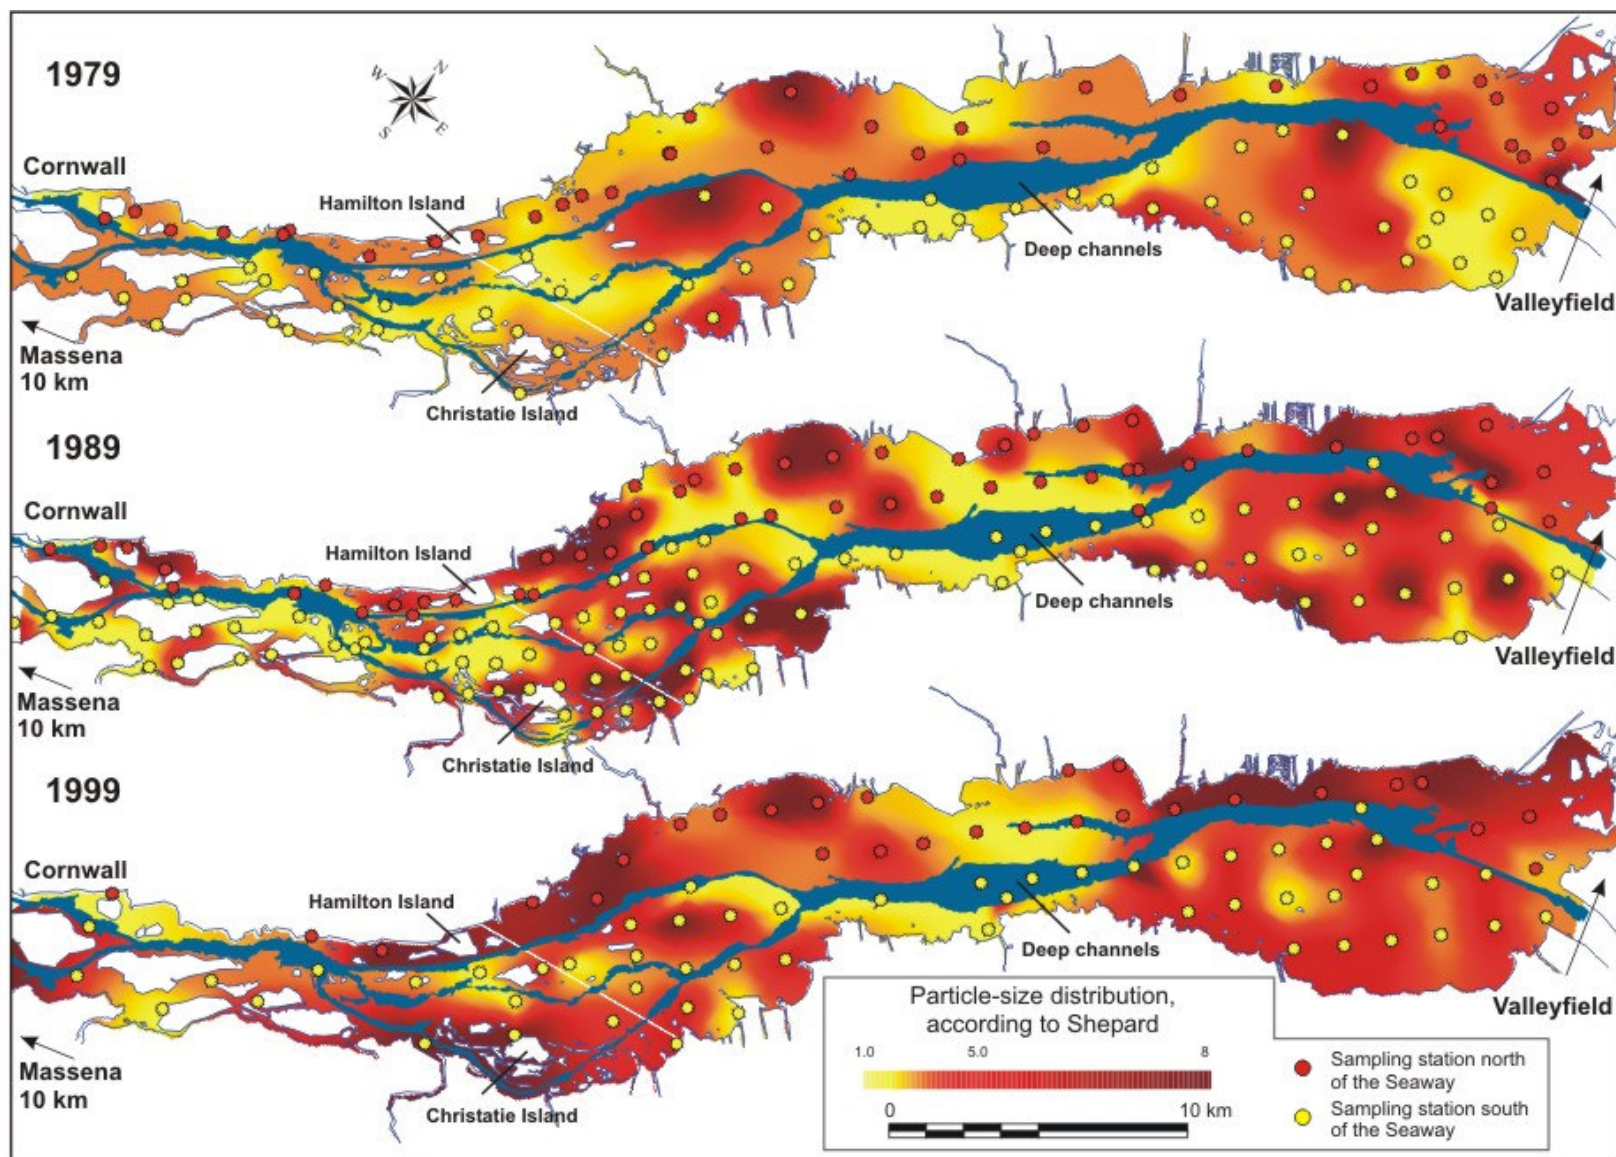 1979
W
N
S
E
Cornwall
Hamilton Island
Deep channels
Valleyfield
Massena
10 km
Christatie Island
1989
Cornwall
Hamilton Island
Deep channels
Valleyfield
Massena
10 km
Christatie Island
1999
Cornwall
Hamilton Island
Deep channels
Valleyfield
Massena
10 km
Christatie Island
Particle-size distribution,
according to Shepard
1.0 5.0 8
0 10 km
Sampling station north
of the Seaway
Sampling station south
of the Seaway